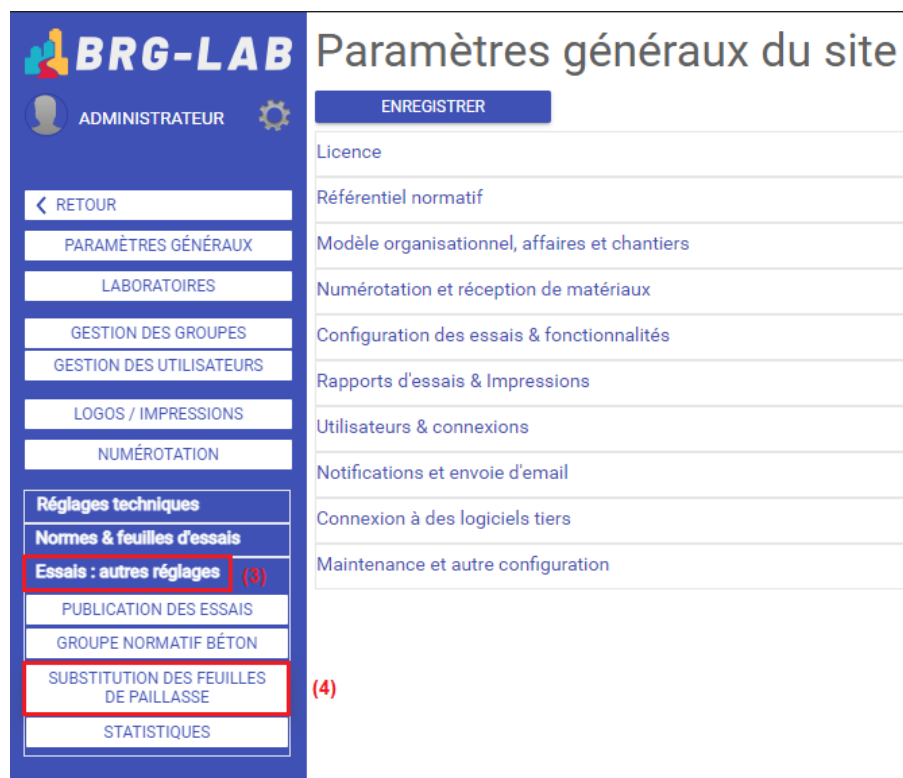 BRG-LAB
ADMINISTRATEUR
RETOUR
PARAMÈTRES GÉNÉRAUX
LABORATOIRES
GESTION DES GROUPES
GESTION DES UTILISATEURS
LOGOS / IMPRESSIONS
NUMÉROTATION
Réglages techniques
Normes & feuilles d'essais
Essais : autres réglages (3)
PUBLICATION DES ESSAIS
GROUPE NORMATIF BÉTON
SUBSTITUTION DES FEUILLES
DE PAILLASSE (4)
STATISTIQUES
Paramètres généraux du site
ENREGISTRER
Licence
Référentiel normatif
Modèle organisationnel, affaires et chantiers
Numérotation et réception de matériaux
Configuration des essais & fonctionnalités
Rapports d'essais & Impressions
Utilisateurs & connexions
Notifications et envoie d'email
Connexion à des logiciels tiers
Maintenance et autre configuration